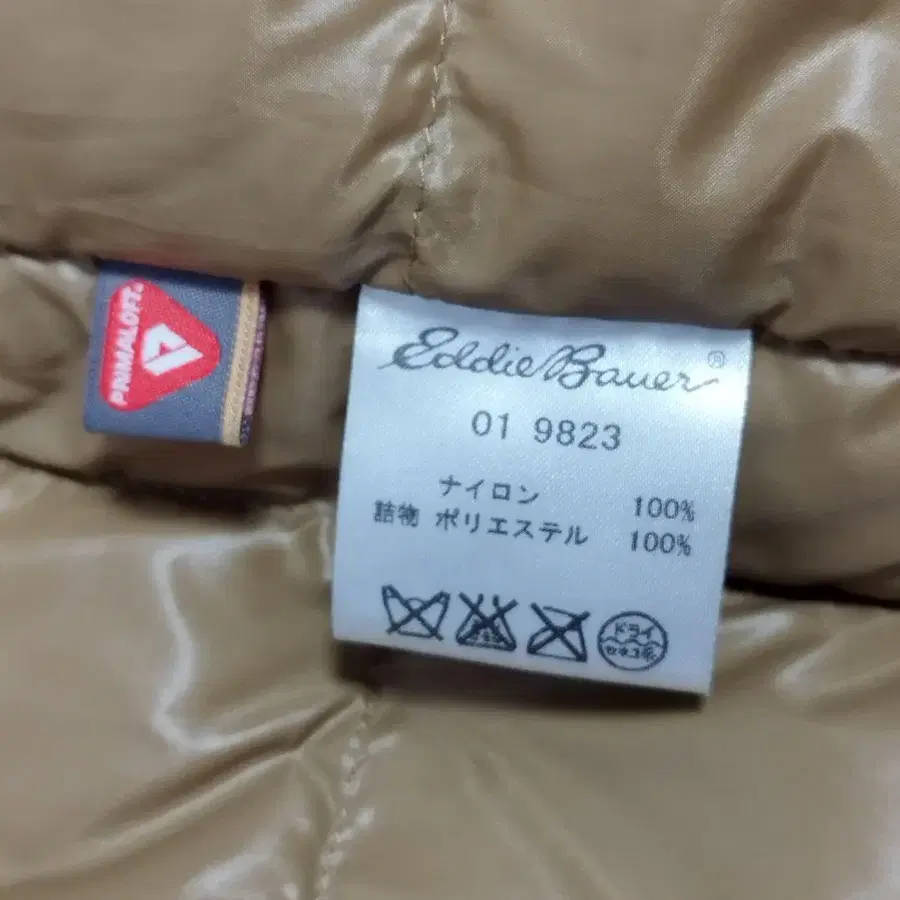 PRIMALOFT®
Eddie Bauer®
01 9823
ナイロン 100%
詰物 ポリエステル 100%
ドライ
セキユ系